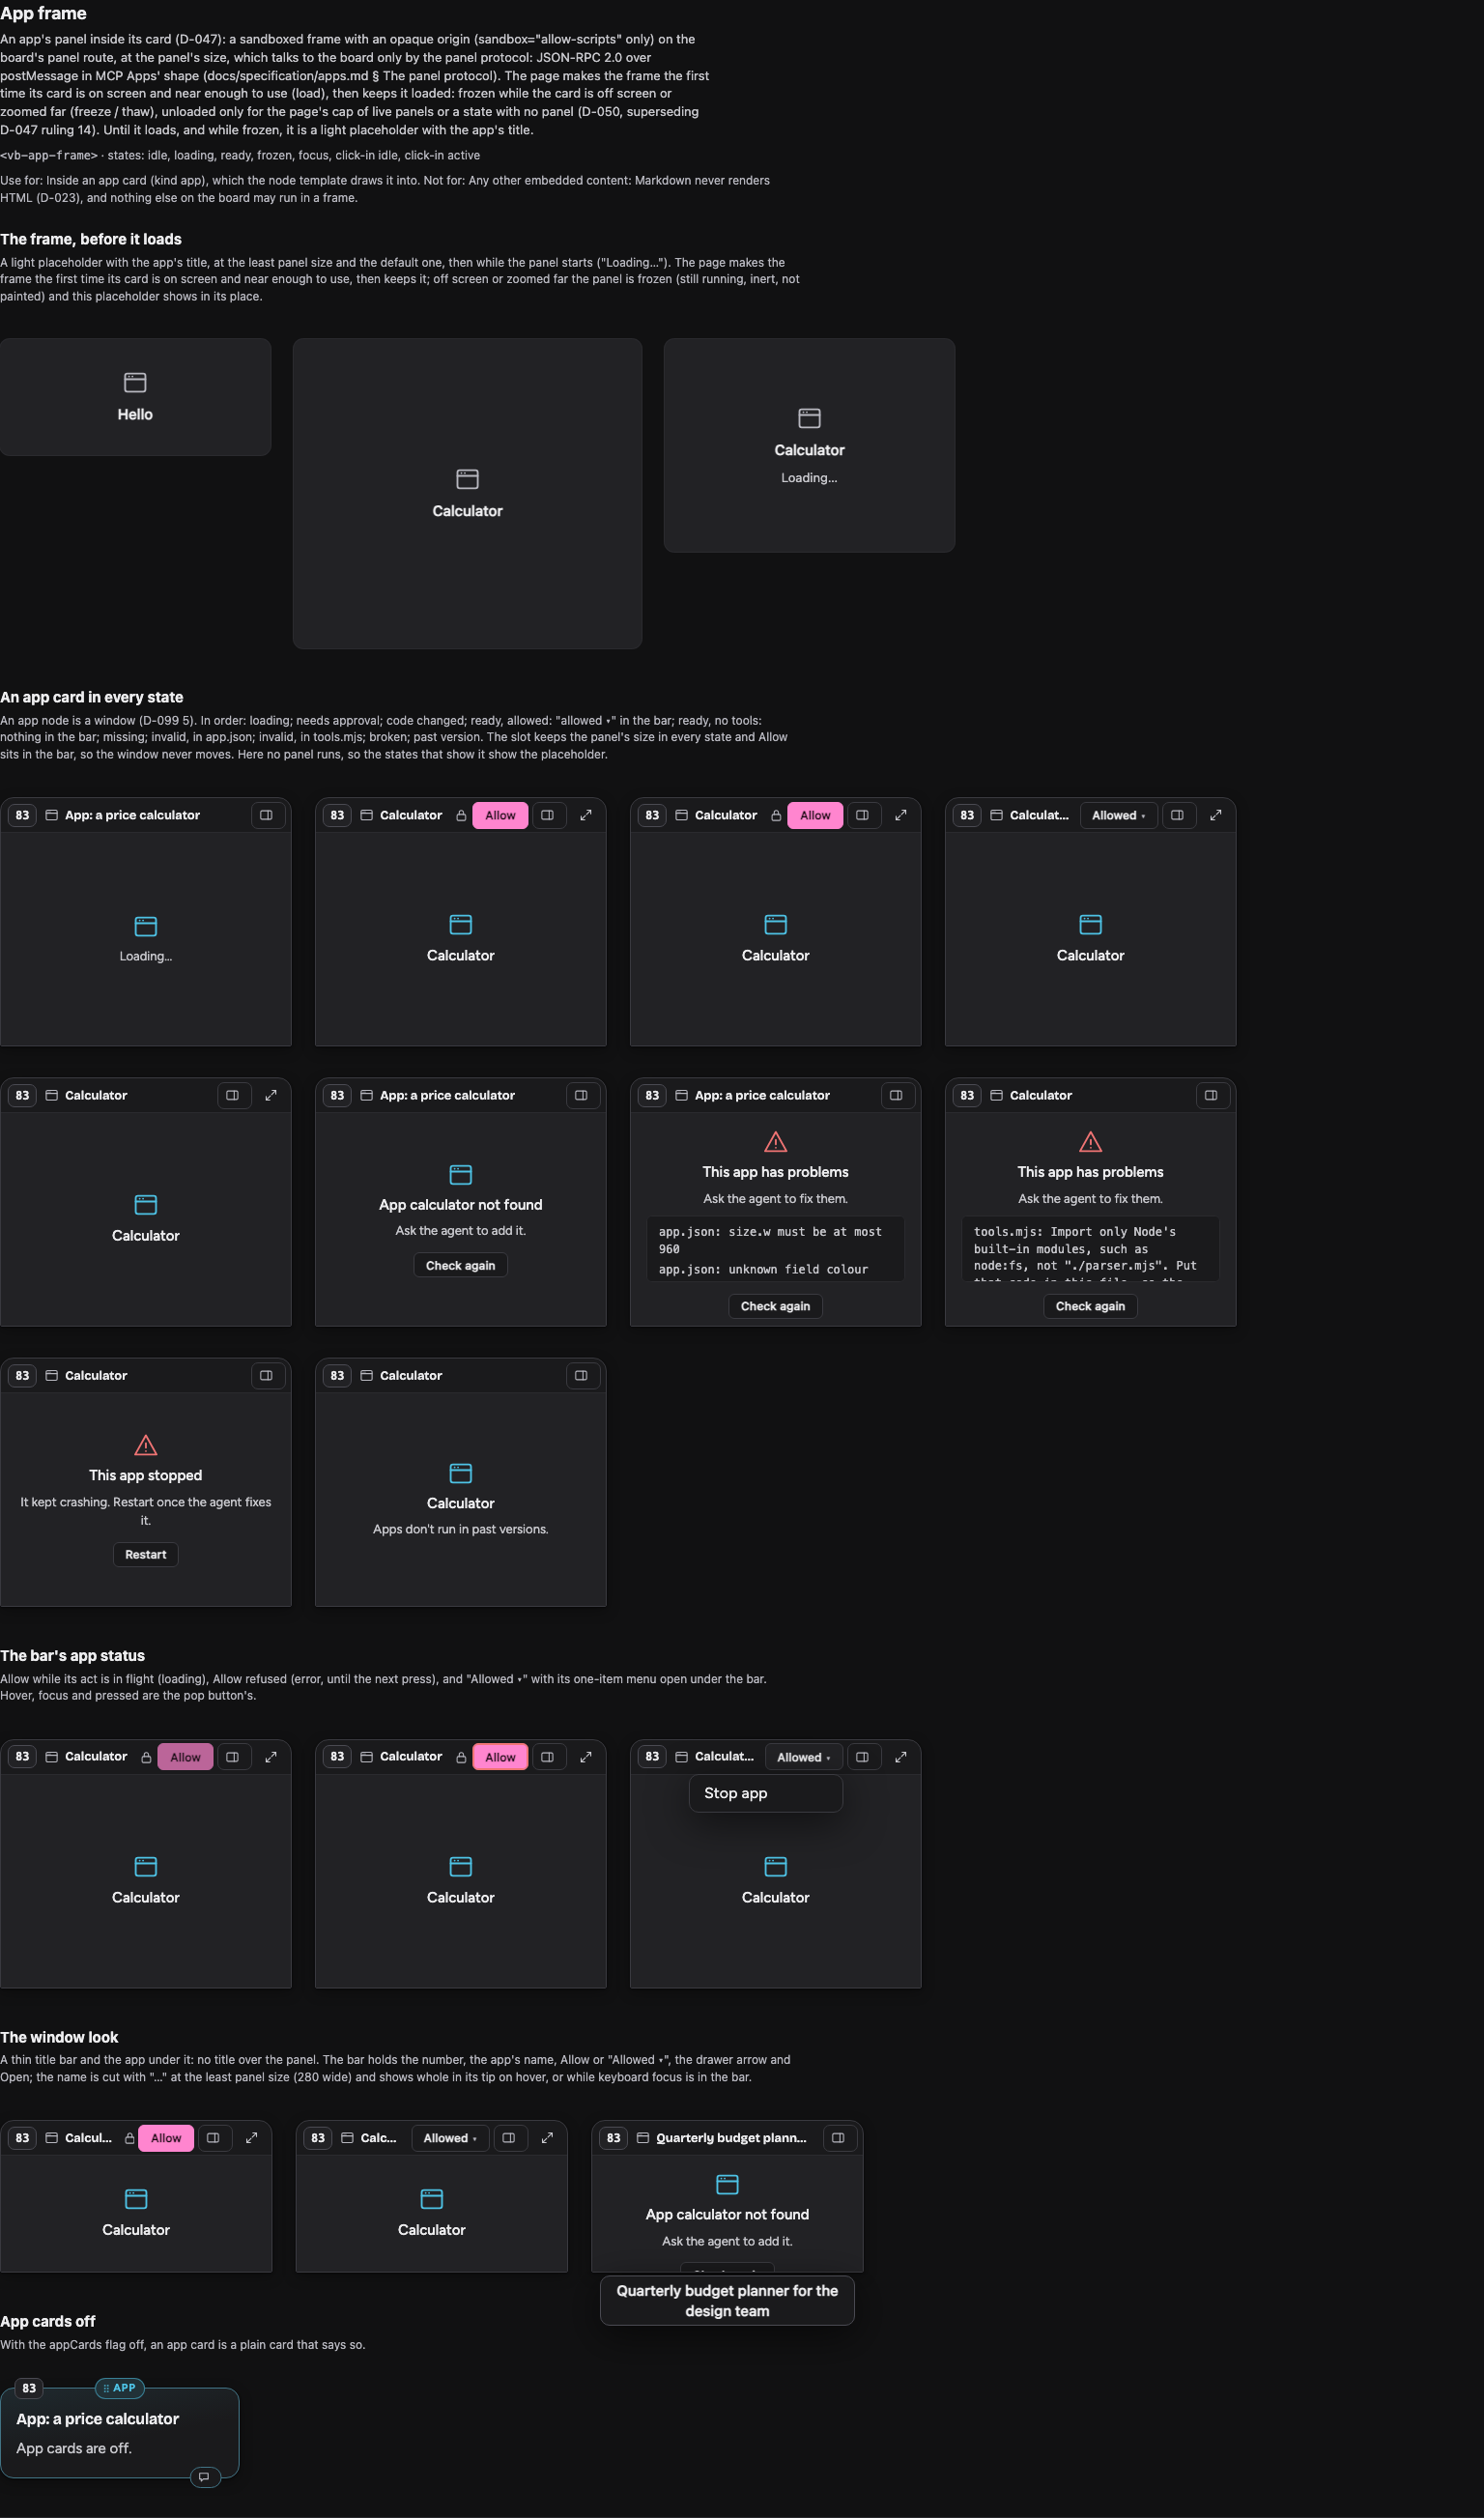 App frame
An app's panel inside its card (D-047): a sandboxed frame with an opaque origin (sandbox="allow-scripts" only) on the
board's panel route, at the panel's size, which talks to the board only by the panel protocol: JSON-RPC 2.0 over
postMessage in MCP Apps' shape (docs/specification/apps.md § The panel protocol). The page makes the frame the first
time its card is on screen and near enough to use (load), then keeps it loaded: frozen while the card is off screen or
zoomed far (freeze / thaw), unloaded only for the page's cap of live panels or a state with no panel (D-050, superseding
D-047 ruling 14). Until it loads, and while frozen, it is a light placeholder with the app's title.
<vb-app-frame> · states: idle, loading, ready, frozen, focus, click-in idle, click-in active
Use for: Inside an app card (kind app), which the node template draws it into. Not for: Any other embedded content: Markdown never renders
HTML (D-023), and nothing else on the board may run in a frame.
The frame, before it loads
A light placeholder with the app's title, at the least panel size and the default one, then while the panel starts ("Loading..."). The page makes the
frame the first time its card is on screen and near enough to use, then keeps it; off screen or zoomed far the panel is frozen (still running, inert, not
painted) and this placeholder shows in its place.
Hello
Calculator
Calculator
Loading...
An app card in every state
An app node is a window (D-099 5). In order: loading; needs approval; code changed; ready, allowed: "allowed ▾" in the bar; ready, no tools:
nothing in the bar; missing; invalid, in app.json; invalid, in tools.mjs; broken; past version. The slot keeps the panel's size in every state and Allow
sits in the bar, so the window never moves. Here no panel runs, so the states that show it show the placeholder.
83 App: a price calculator
Loading...
83 Calculator Allow
Calculator
83 Calculator Allow
Calculator
83 Calculat... Allowed ▾
Calculator
83 Calculator
Calculator
83 App: a price calculator
App calculator not found
Ask the agent to add it.
Check again
83 App: a price calculator
This app has problems
Ask the agent to fix them.
app.json: size.w must be at most
960
app.json: unknown field colour
Check again
83 Calculator
This app has problems
Ask the agent to fix them.
tools.mjs: Import only Node's
built-in modules, such as
node:fs, not "./parser.mjs". Put
Check again
83 Calculator
This app stopped
It kept crashing. Restart once the agent fixes
it.
Restart
83 Calculator
Calculator
Apps don't run in past versions.
The bar's app status
Allow while its act is in flight (loading), Allow refused (error, until the next press), and "Allowed ▾" with its one-item menu open under the bar.
Hover, focus and pressed are the pop button's.
83 Calculator Allow
Calculator
83 Calculator Allow
Calculator
83 Calculat... Allowed ▾
Stop app
Calculator
The window look
A thin title bar and the app under it: no title over the panel. The bar holds the number, the app's name, Allow or "Allowed ▾", the drawer arrow and
Open; the name is cut with "..." at the least panel size (280 wide) and shows whole in its tip on hover, or while keyboard focus is in the bar.
83 Calcul... Allow
Calculator
83 Calc... Allowed ▾
Calculator
83 Quarterly budget plann...
App calculator not found
Ask the agent to add it.
Quarterly budget planner for the
design team
App cards off
With the appCards flag off, an app card is a plain card that says so.
83 APP
App: a price calculator
App cards are off.